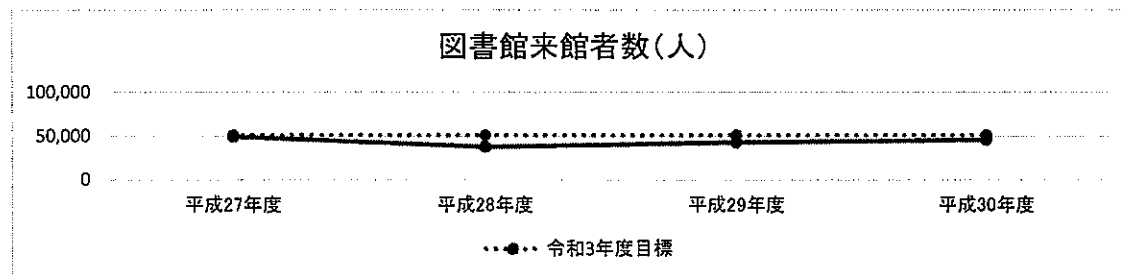 図書館来館者数(人)
100,000
50,000
0
平成27年度 平成28年度 平成29年度 平成30年度
令和3年度目標